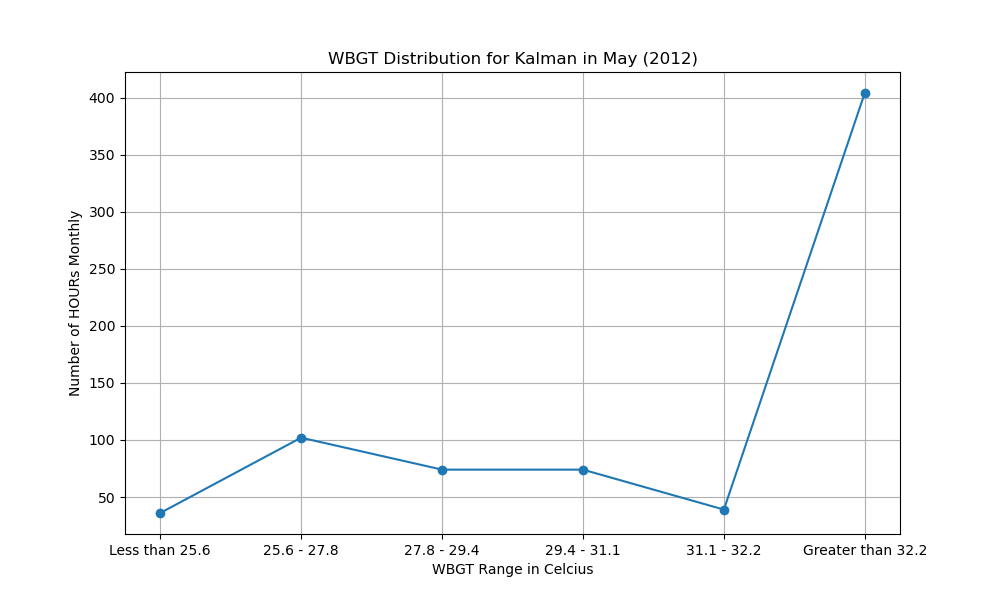 WBGT Distribution for Kalman in May (2012)
400
350
300
250
200
150
100
50
Number of HOURs Monthly
Less than 25.6
25.6 - 27.8
27.8 - 29.4
29.4 - 31.1
31.1 - 32.2
Greater than 32.2
WBGT Range in Celcius